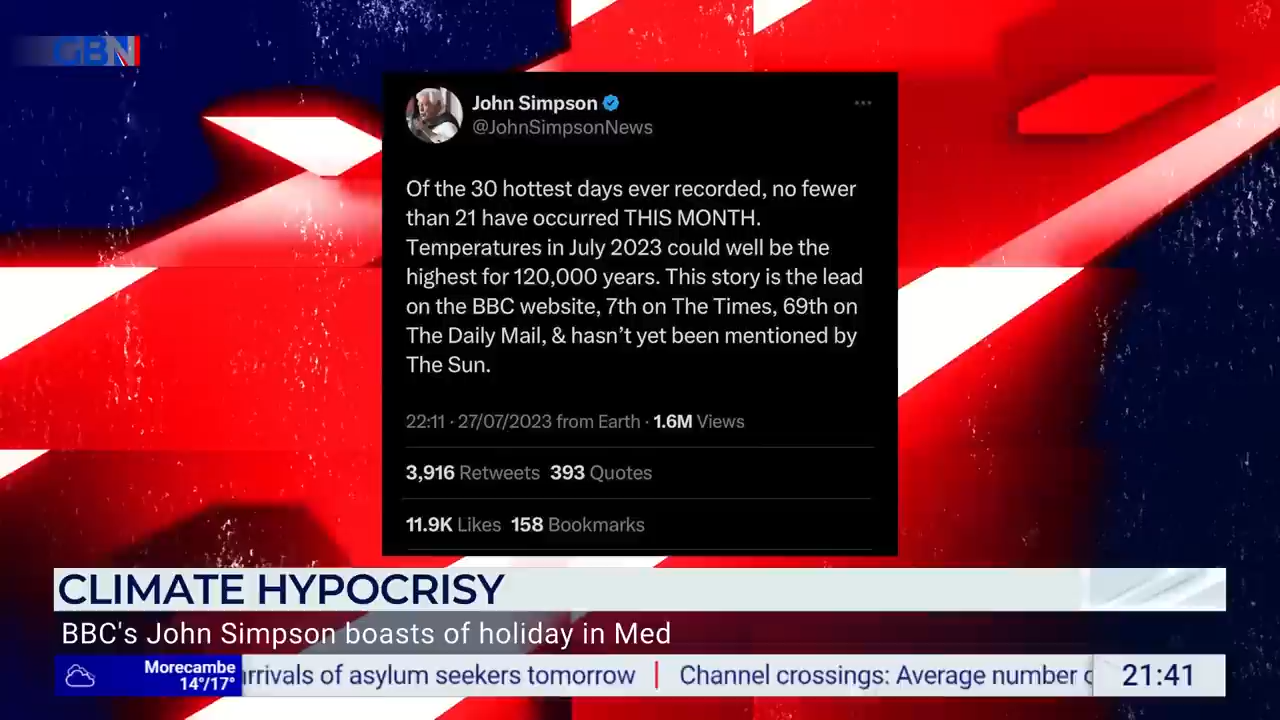 GBN
John Simpson
@JohnSimpsonNews
Of the 30 hottest days ever recorded, no fewer
than 21 have occurred THIS MONTH.
Temperatures in July 2023 could well be the
highest for 120,000 years. This story is the lead
on the BBC website, 7th on The Times, 69th on
The Daily Mail, & hasn't yet been mentioned by
The Sun.
22:11 · 27/07/2023 from Earth · 1.6M Views
3,916 Retweets 393 Quotes
11.9K Likes 158 Bookmarks
CLIMATE HYPOCRISY
BBC's John Simpson boasts of holiday in Med
Morecambe
14°/17°
of asylum seekers tomorrow | Channel crossings: Average number
21:41